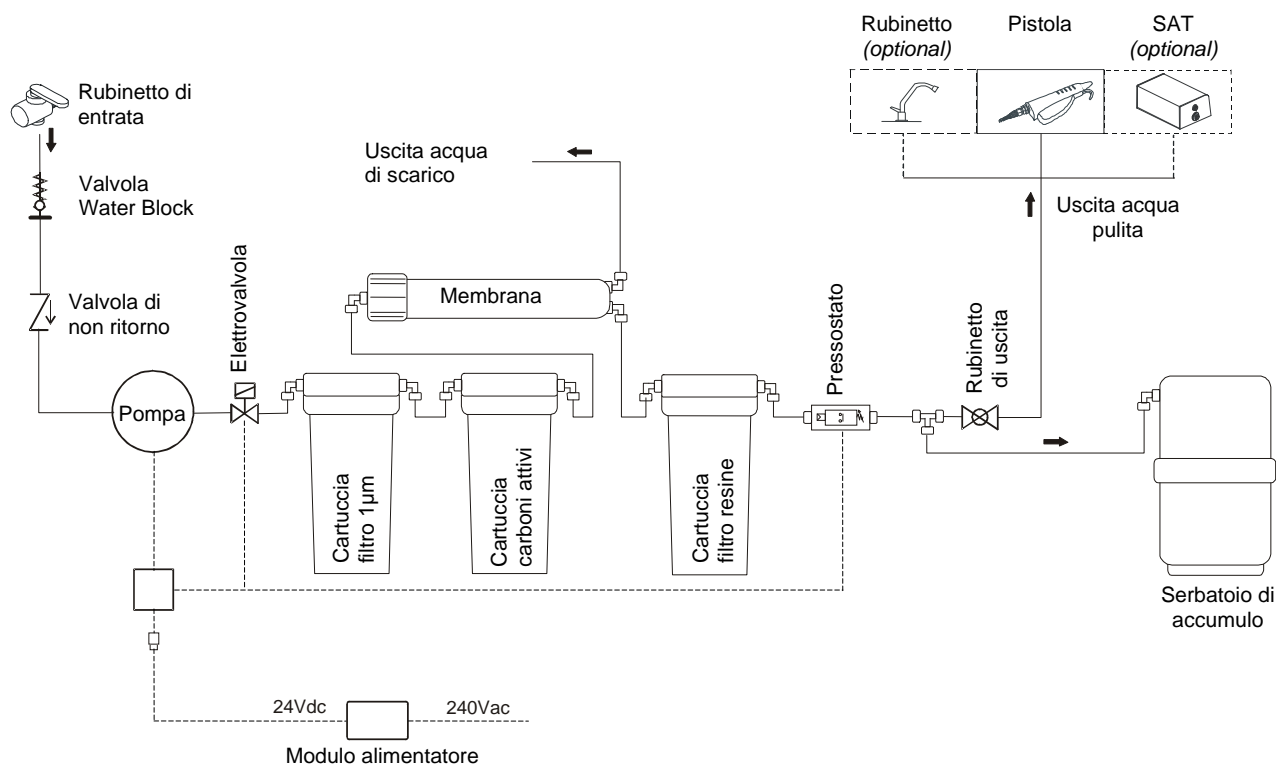 Rubinetto
(optional)
Pistola
SAT
(optional)
Rubinetto di
entrata
Uscita acqua
di scarico
Valvola
Water Block
Uscita acqua
pulita
Valvola di
non ritorno
Elettrovalvola
Membrana
Pressostato
Rubinetto
di uscita
Pompa
Cartuccia
filtro 1µm
Cartuccia
carboni attivi
Cartuccia
filtro resine
Serbatoio di
accumulo
24Vdc
240Vac
Modulo alimentatore